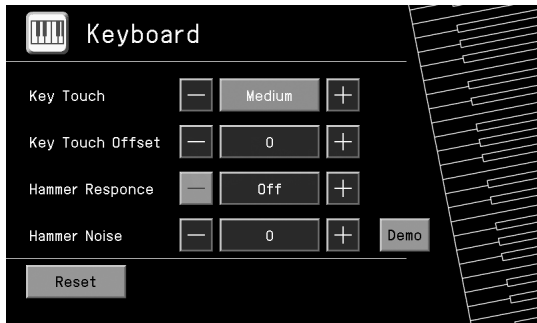 Keyboard
Key Touch — Medium +
Key Touch Offset — 0 +
Hammer Responce — Off +
Hammer Noise — 0 + Demo
Reset